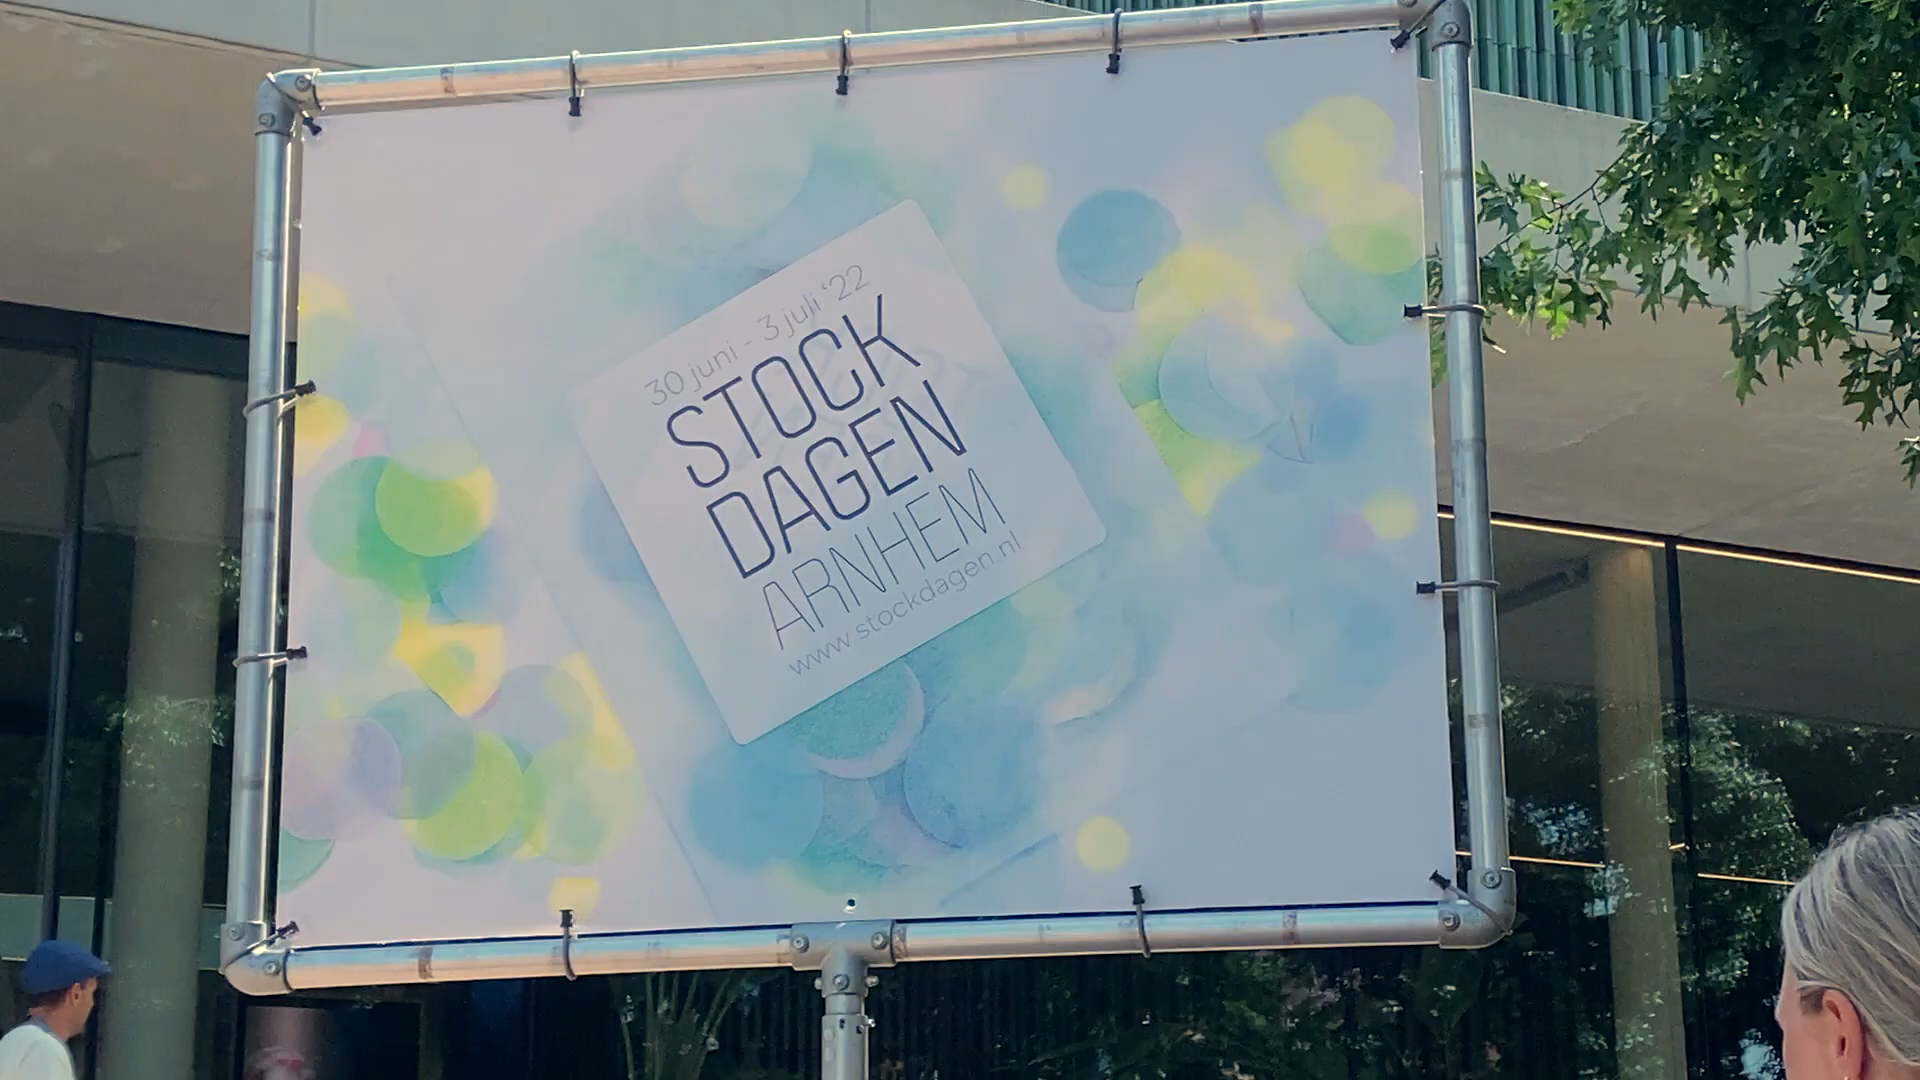 30 juni - 3 juli '22
STOCK
DAGEN
ARNHEM
www.stockdagen.nl